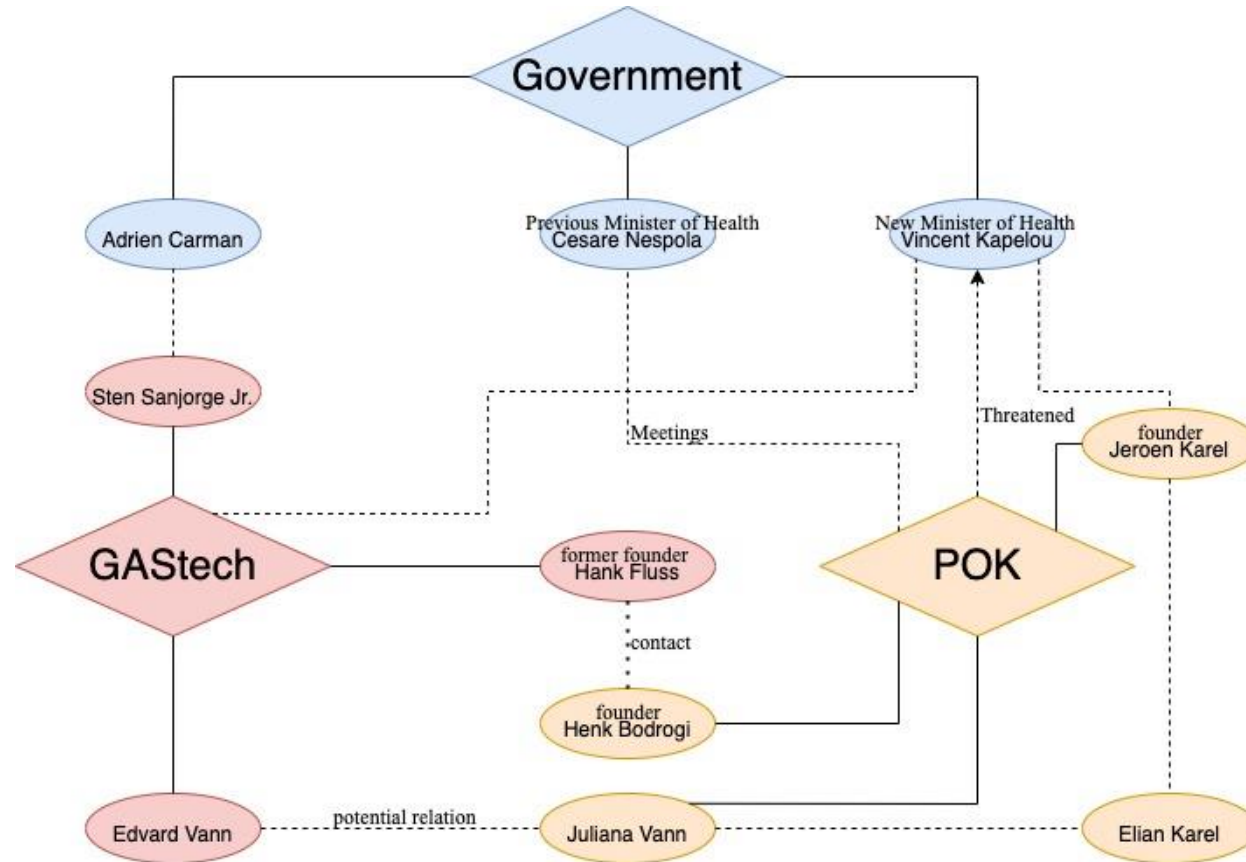 Government
Adrien Carman
Previous Minister of Health
Cesare Nespola
New Minister of Health
Vincent Kapelou
Sten Sanjorge Jr.
Meetings
Threatened
founder
Jeroen Karel
GAStech
former founder
Hank Fluss
POK
contact
founder
Henk Bodrogi
Edvard Vann
potential relation
Juliana Vann
Elian Karel